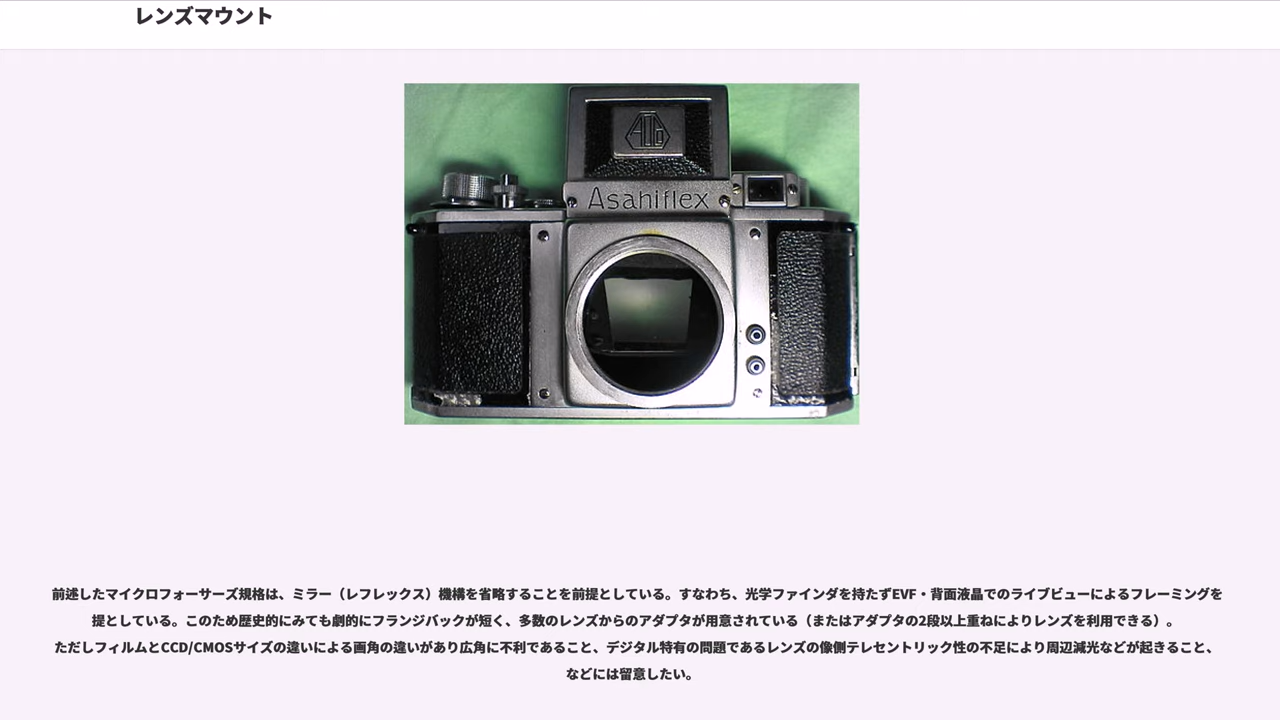 レンズマウント
AOCo
Asahiflex
前述したマイクロフォーサーズ規格は、ミラー（レフレックス）機構を省略することを前提としている。すなわち、光学ファインダを持たずEVF・背面液晶でのライブビューによるフレーミングを
提としている。このため歴史的にみても劇的にフランジバックが短く、多数のレンズからのアダプタが用意されている（またはアダプタの2段以上重ねによりレンズを利用できる）。
ただしフィルムとCCD/CMOSサイズの違いによる画角の違いがあり広角に不利であること、デジタル特有の問題であるレンズの像側テレセントリック性の不足により周辺減光などが起きること、
などには留意したい。